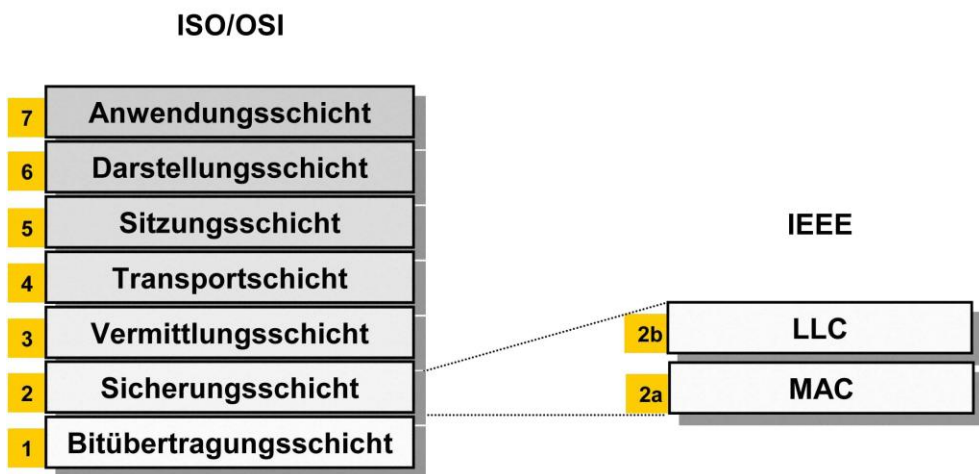 ISO/OSI
7 Anwendungsschicht
6 Darstellungsschicht
5 Sitzungsschicht
4 Transportschicht
3 Vermittlungsschicht
2 Sicherungsschicht
1 Bitübertragungsschicht
IEEE
2b LLC
2a MAC